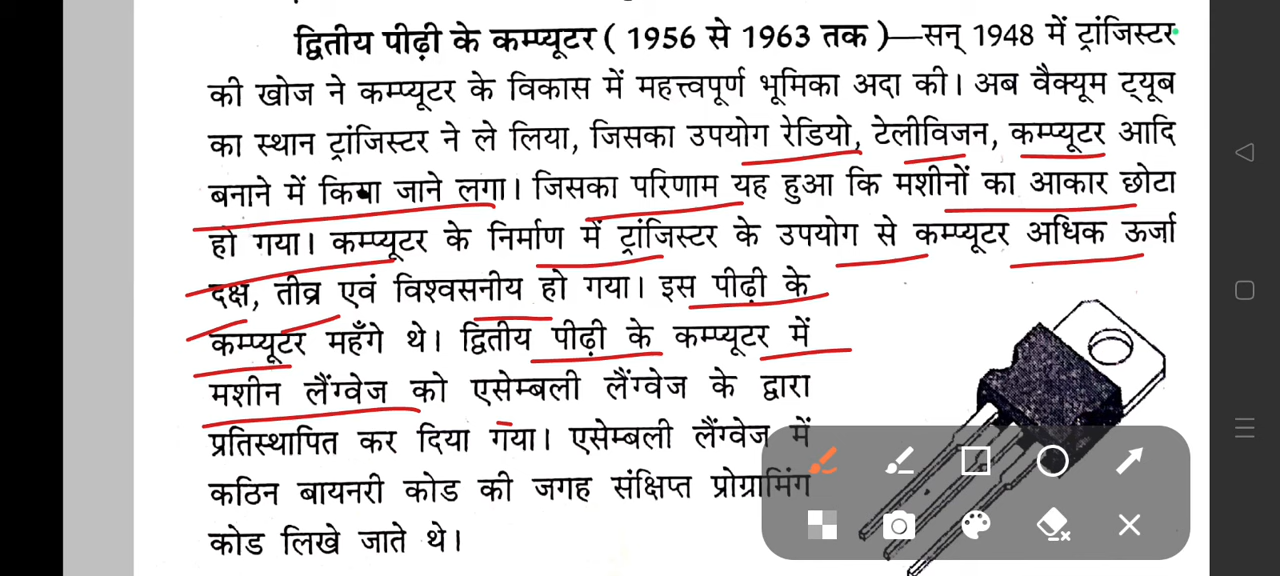 द्वितीय पीढ़ी के कम्प्यूटर ( 1956 से 1963 तक )—सन् 1948 में ट्रांजिस्टर
की खोज ने कम्प्यूटर के विकास में महत्त्वपूर्ण भूमिका अदा की। अब वैक्यूम ट्यूब
का स्थान ट्रांजिस्टर ने ले लिया, जिसका उपयोग रेडियो, टेलीविजन, कम्प्यूटर आदि
बनाने में किया जाने लगा। जिसका परिणाम यह हुआ कि मशीनों का आकार छोटा
हो गया। कम्प्यूटर के निर्माण में ट्रांजिस्टर के उपयोग से कम्प्यूटर अधिक ऊर्जा
दक्ष, तीव्र एवं विश्वसनीय हो गया। इस पीढ़ी के
कम्प्यूटर महँगे थे। द्वितीय पीढ़ी के कम्प्यूटर में
मशीन लैंग्वेज को एसेम्बली लैंग्वेज के द्वारा
प्रतिस्थापित कर दिया गया। एसेम्बली लैंग्वेज में
कठिन बायनरी कोड की जगह संक्षिप्त प्रोग्रामिंग
कोड लिखे जाते थे।